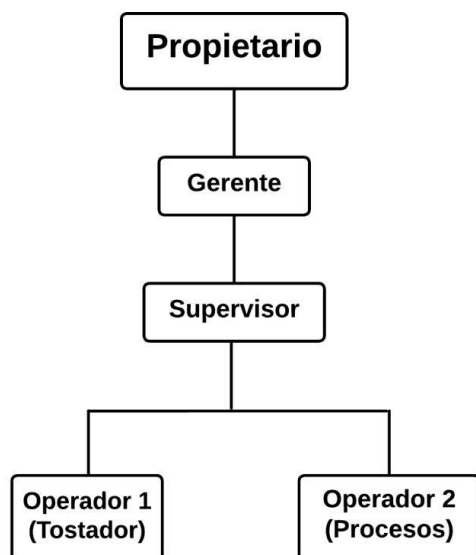 Propietario
Gerente
Supervisor
Operador 1
(Tostador)
Operador 2
(Procesos)